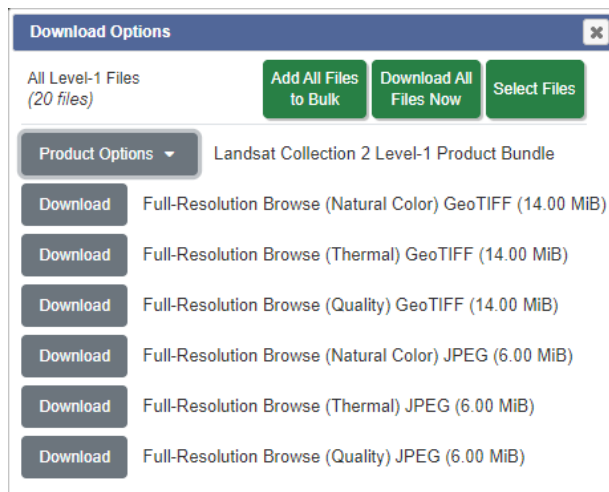 Download Options
All Level-1 Files
(20 files)
Add All Files
to Bulk
Download All
Files Now
Select Files
Product Options
Landsat Collection 2 Level-1 Product Bundle
Download Full-Resolution Browse (Natural Color) GeoTIFF (14.00 MiB)
Download Full-Resolution Browse (Thermal) GeoTIFF (14.00 MiB)
Download Full-Resolution Browse (Quality) GeoTIFF (14.00 MiB)
Download Full-Resolution Browse (Natural Color) JPEG (6.00 MiB)
Download Full-Resolution Browse (Thermal) JPEG (6.00 MiB)
Download Full-Resolution Browse (Quality) JPEG (6.00 MiB)